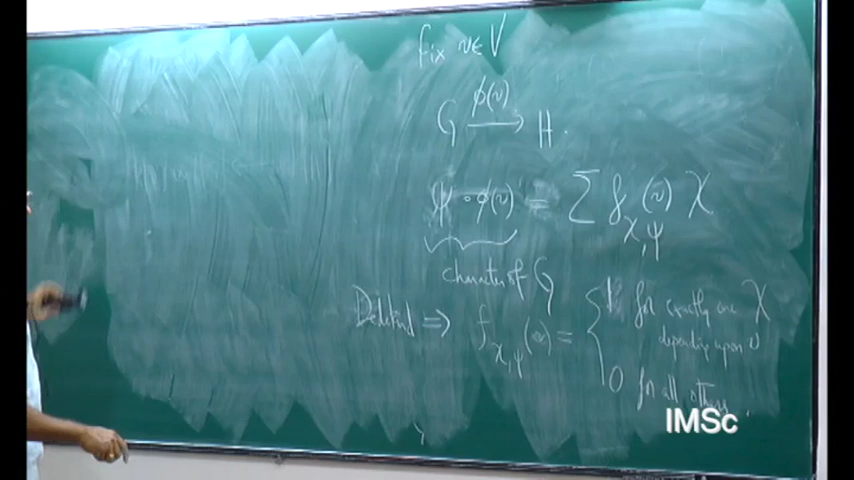 Fix v ∈ V
G --ϕ(v)--> H.
ψ ∘ ϕ(v) = Σ f_{χ,ψ}(v) χ
character of G
Dedekind ⇒ f_{χ,ψ}(v) = { 1 for exactly one χ
depending upon v
0 for all others.
IMSc